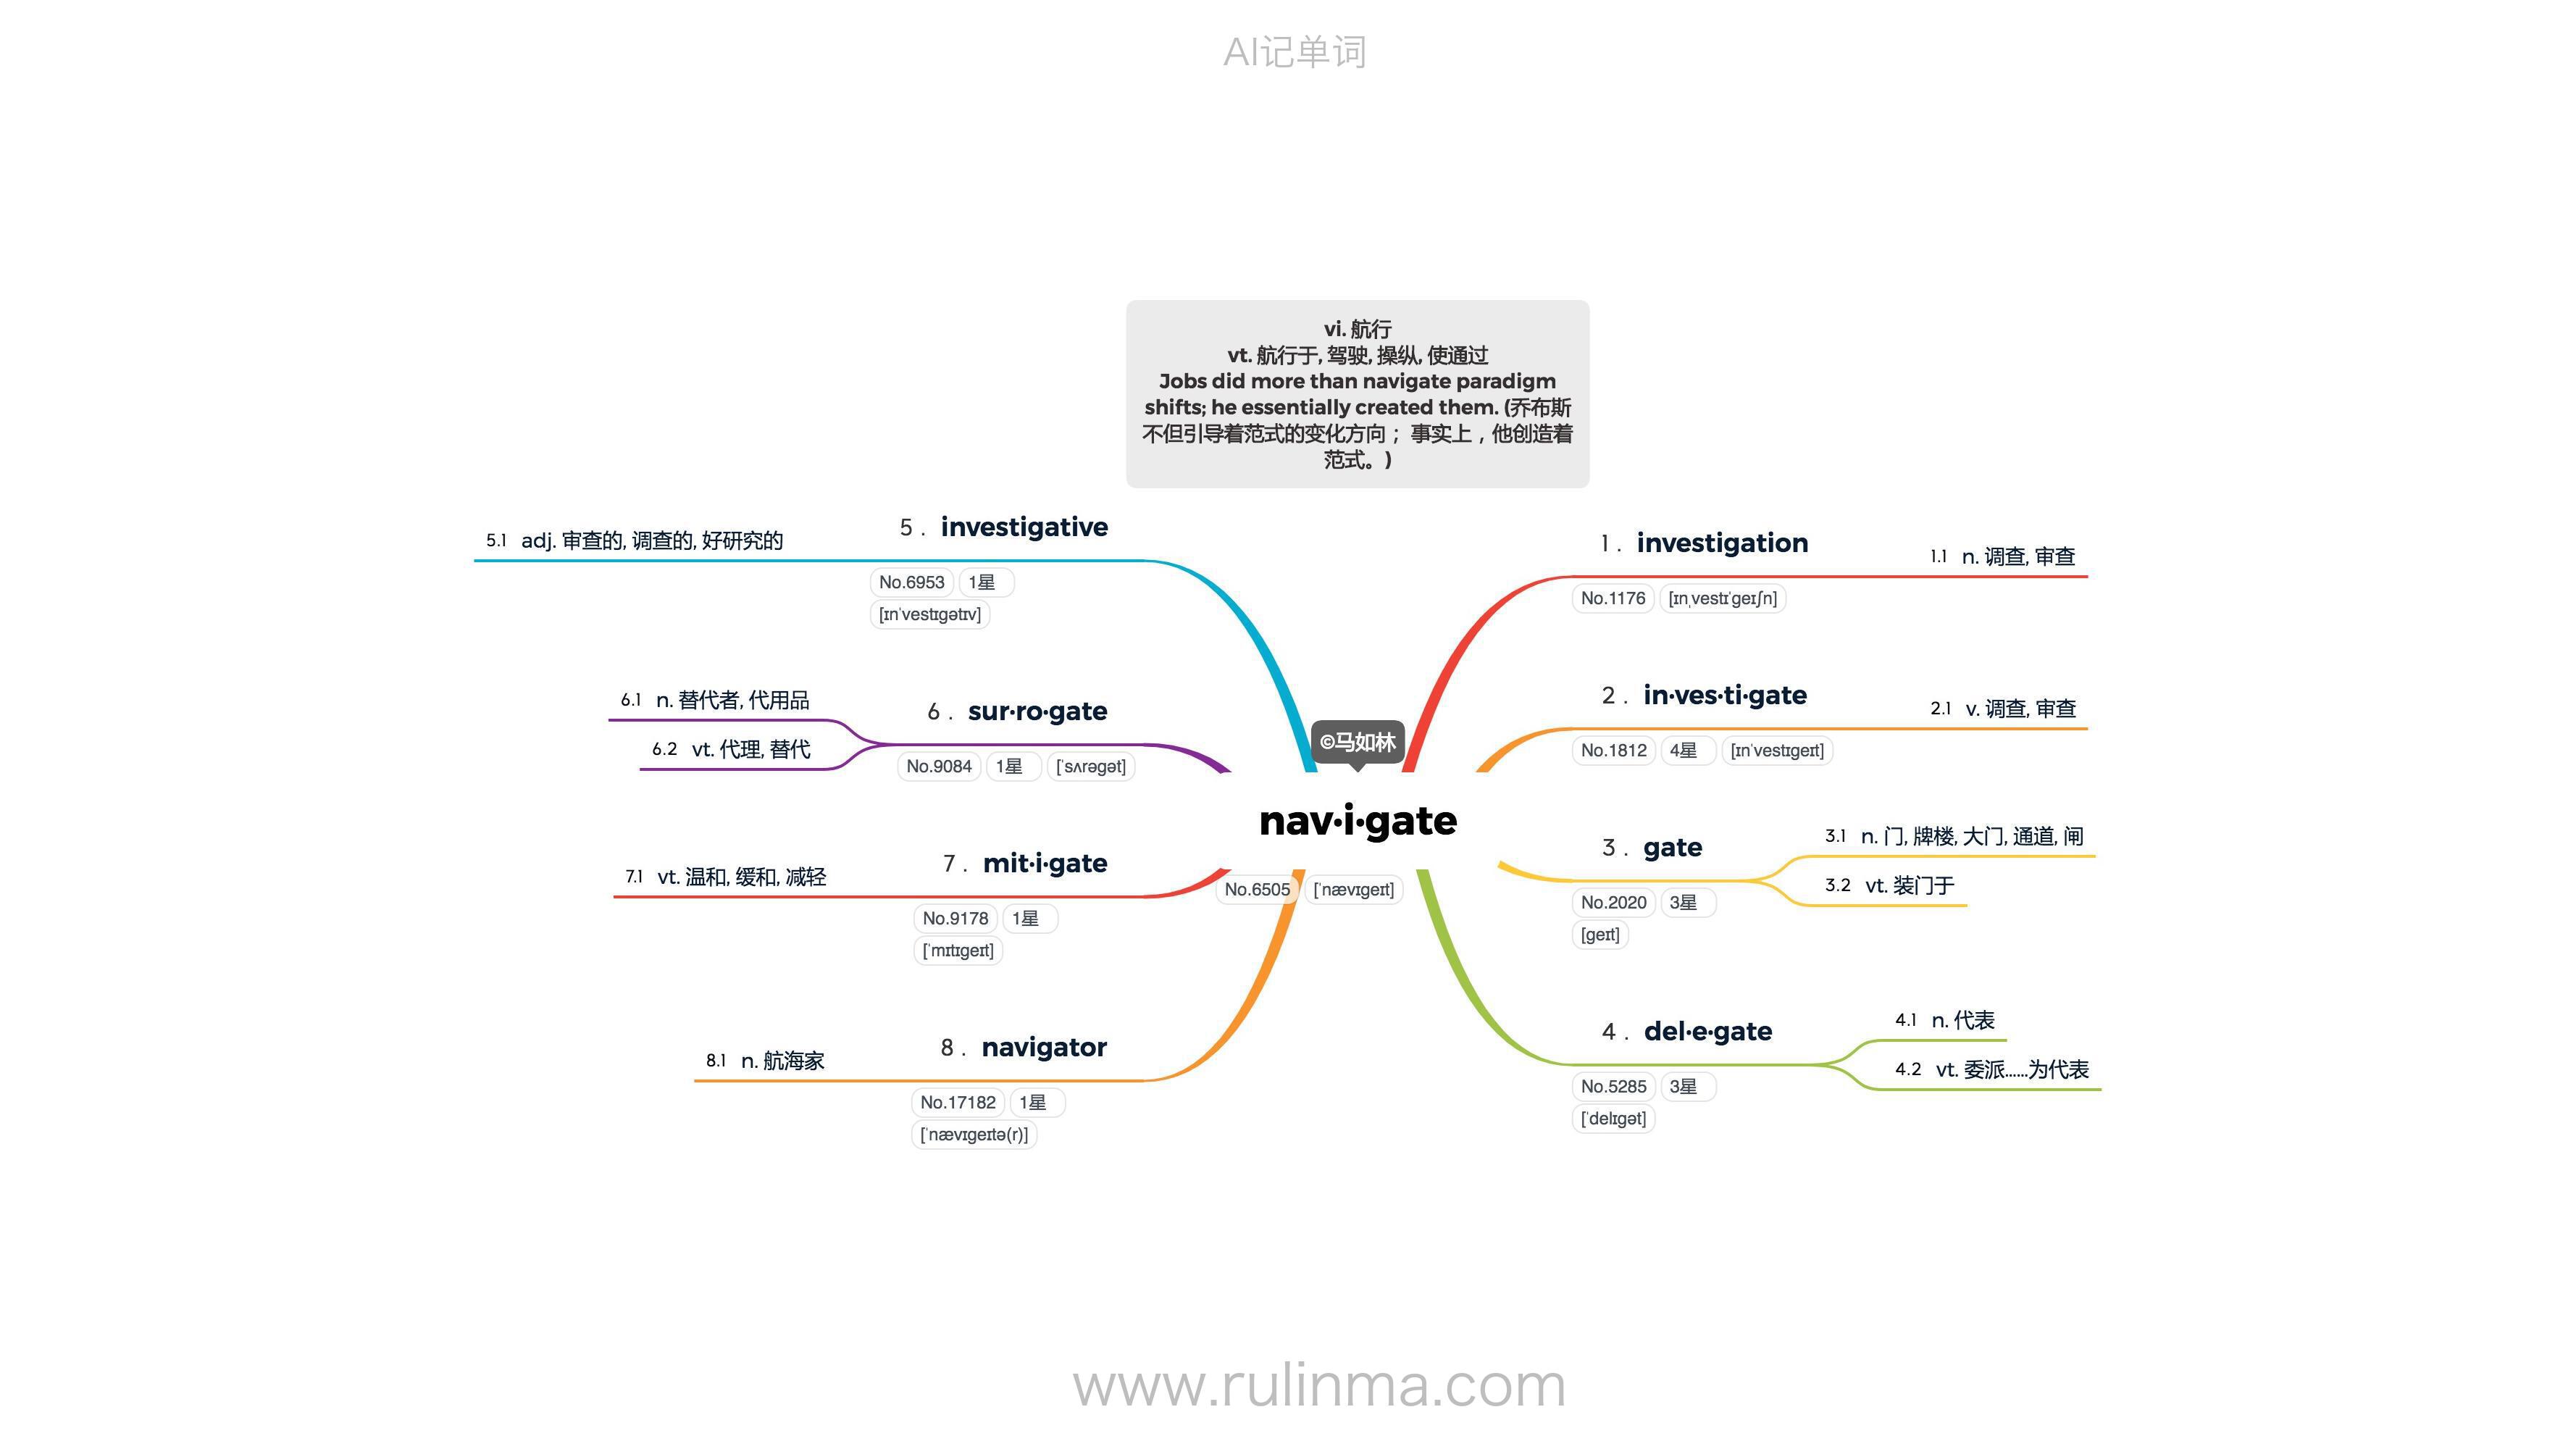 AI记单词
vi. 航行
vt. 航行于, 驾驶, 操纵, 使通过
Jobs did more than navigate paradigm
shifts; he essentially created them. (乔布斯
不但引导着范式的变化方向； 事实上，他创造着
范式。)
©马如林
nav·i·gate
No.6505 [ˈnævɪgeɪt]
1 . investigation
No.1176 [ɪnˌvestɪˈgeɪʃn]
1.1 n. 调查, 审查
2 . in·ves·ti·gate
No.1812 4星 [ɪnˈvestɪgeɪt]
2.1 v. 调查, 审查
3 . gate
No.2020 3星
[geɪt]
3.1 n. 门, 牌楼, 大门, 通道, 闸
3.2 vt. 装门于
4 . del·e·gate
No.5285 3星
[ˈdelɪgət]
4.1 n. 代表
4.2 vt. 委派......为代表
5 . investigative
No.6953 1星
[ɪnˈvestɪgətɪv]
5.1 adj. 审查的, 调查的, 好研究的
6 . sur·ro·gate
No.9084 1星 [ˈsʌrəgət]
6.1 n. 替代者, 代用品
6.2 vt. 代理, 替代
7 . mit·i·gate
No.9178 1星
[ˈmɪtɪgeɪt]
7.1 vt. 温和, 缓和, 减轻
8 . navigator
No.17182 1星
[ˈnævɪgeɪtə(r)]
8.1 n. 航海家
www.rulinma.com